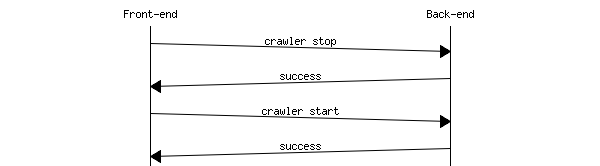 Front-end Back-end
crawler stop
success
crawler start
success